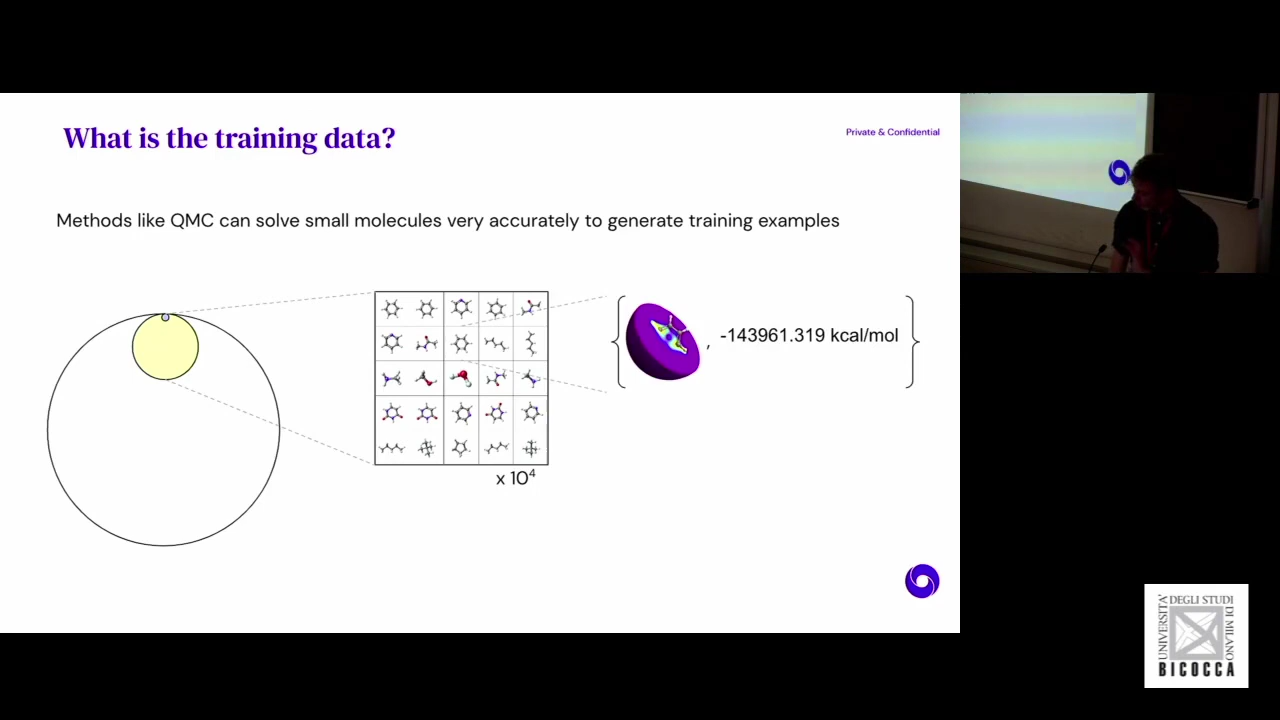 What is the training data?
Private & Confidential
Methods like QMC can solve small molecules very accurately to generate training examples
, -143961.319 kcal/mol
x 10⁴
UNIVERSITA'
DEGLI STUDI
DI MILANO
BICOCCA